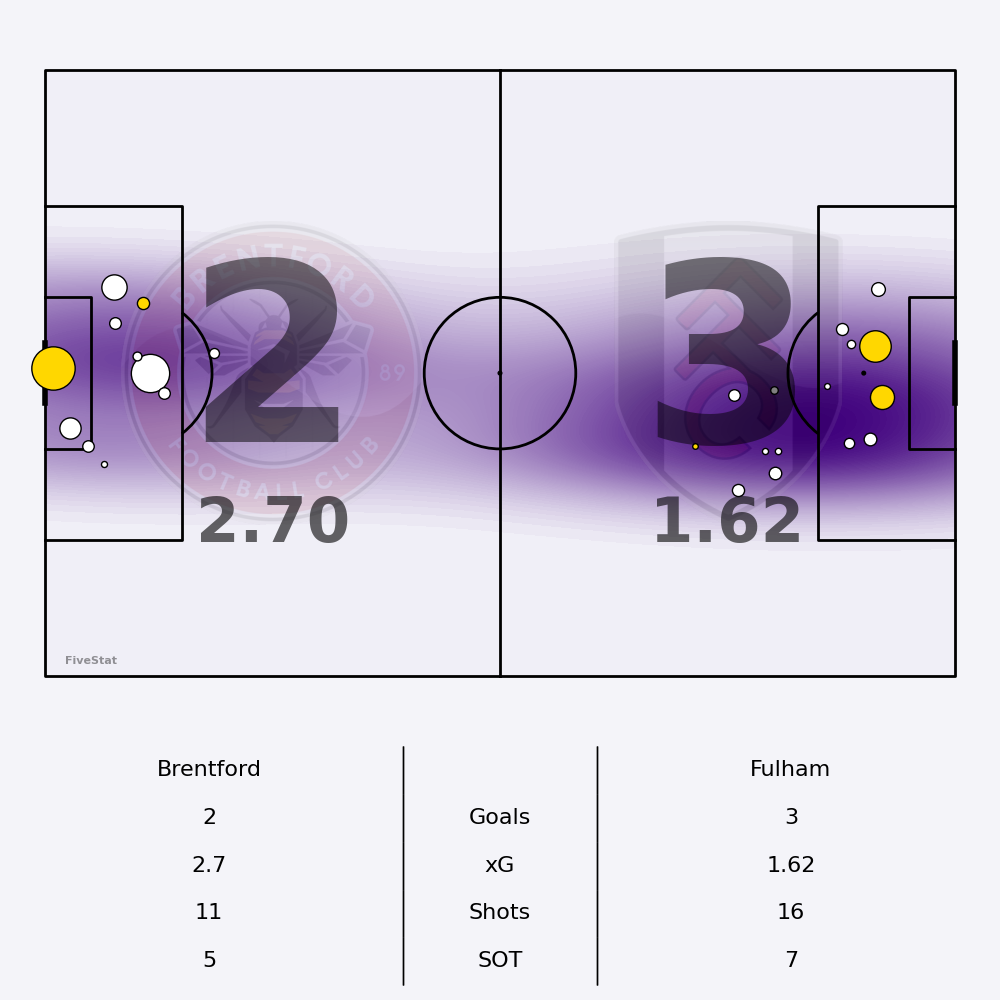 BRENTFORD
89
FOOTBALL CLUB
2 3
2.70 1.62
FiveStat
Brentford Fulham
2 Goals 3
2.7 xG 1.62
11 Shots 16
5 SOT 7